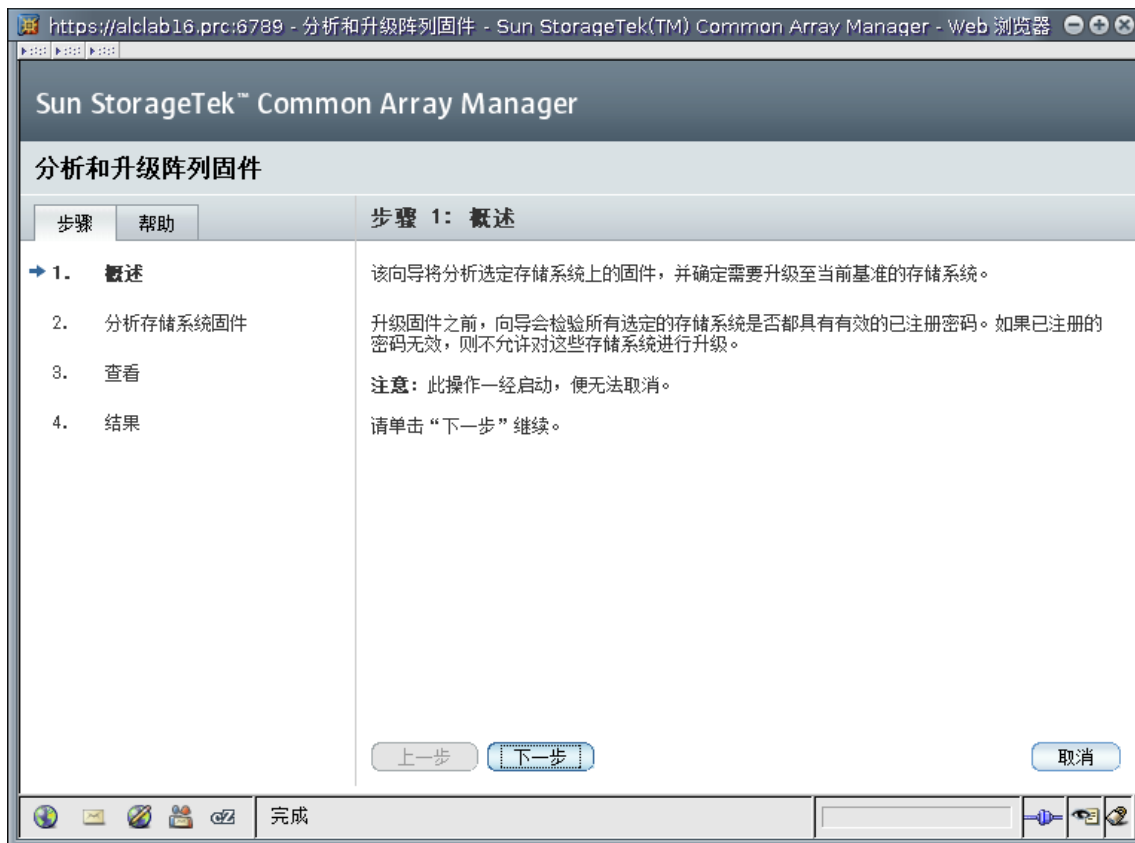 https://alclab16.prc:6789 - 分析和升级阵列固件 - Sun StorageTek(TM) Common Array Manager - Web 浏览器
Sun StorageTek™ Common Array Manager
分析和升级阵列固件
步骤 帮助
步骤 1: 概述
1. 概述
2. 分析存储系统固件
3. 查看
4. 结果
该向导将分析选定存储系统上的固件，并确定需要升级至当前基准的存储系统。
升级固件之前，向导会检验所有选定的存储系统是否都具有有效的已注册密码。如果已注册的
密码无效，则不允许对这些存储系统进行升级。
注意：此操作一经启动，便无法取消。
请单击“下一步”继续。
上一步 下一步 取消
完成